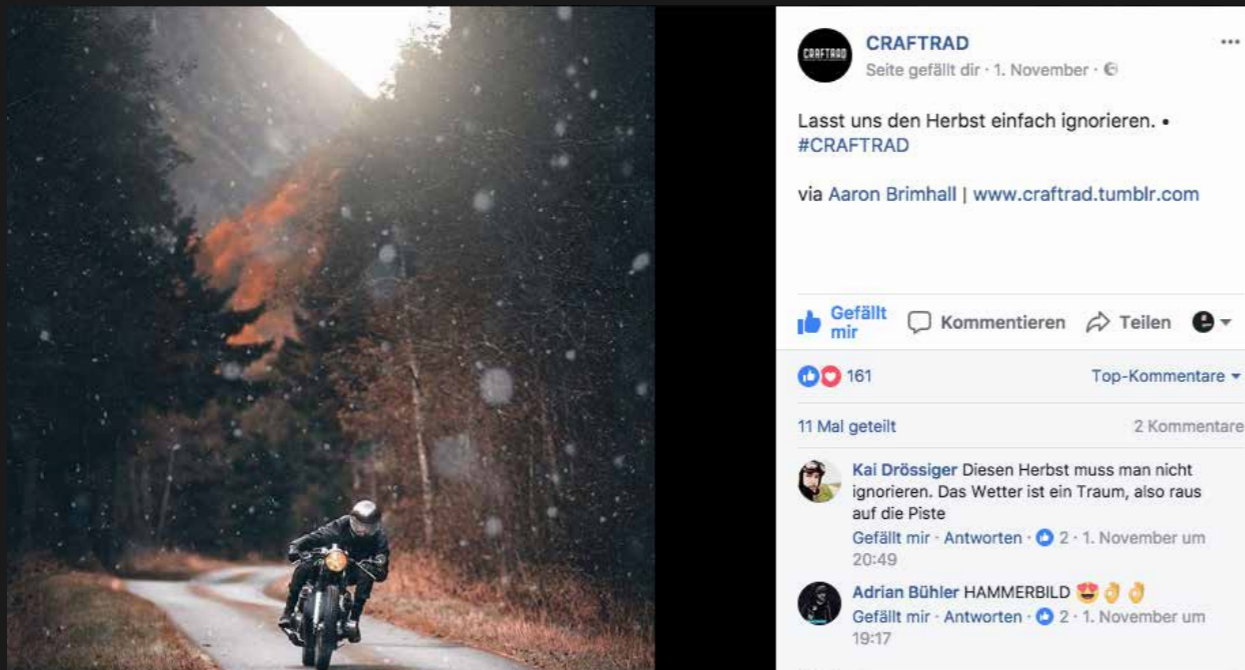 CRAFTRAD
CRAFTRAD
Seite gefällt dir · 1. November ·
Lasst uns den Herbst einfach ignorieren. •
#CRAFTRAD
via Aaron Brimhall | www.craftrad.tumblr.com
Gefällt mir Kommentieren Teilen
161 Top-Kommentare
11 Mal geteilt 2 Kommentare
Kai Drössiger Diesen Herbst muss man nicht
ignorieren. Das Wetter ist ein Traum, also raus
auf die Piste
Gefällt mir · Antworten · 2 · 1. November um
20:49
Adrian Bühler HAMMERBILD 😍👌👌
Gefällt mir · Antworten · 2 · 1. November um
19:17